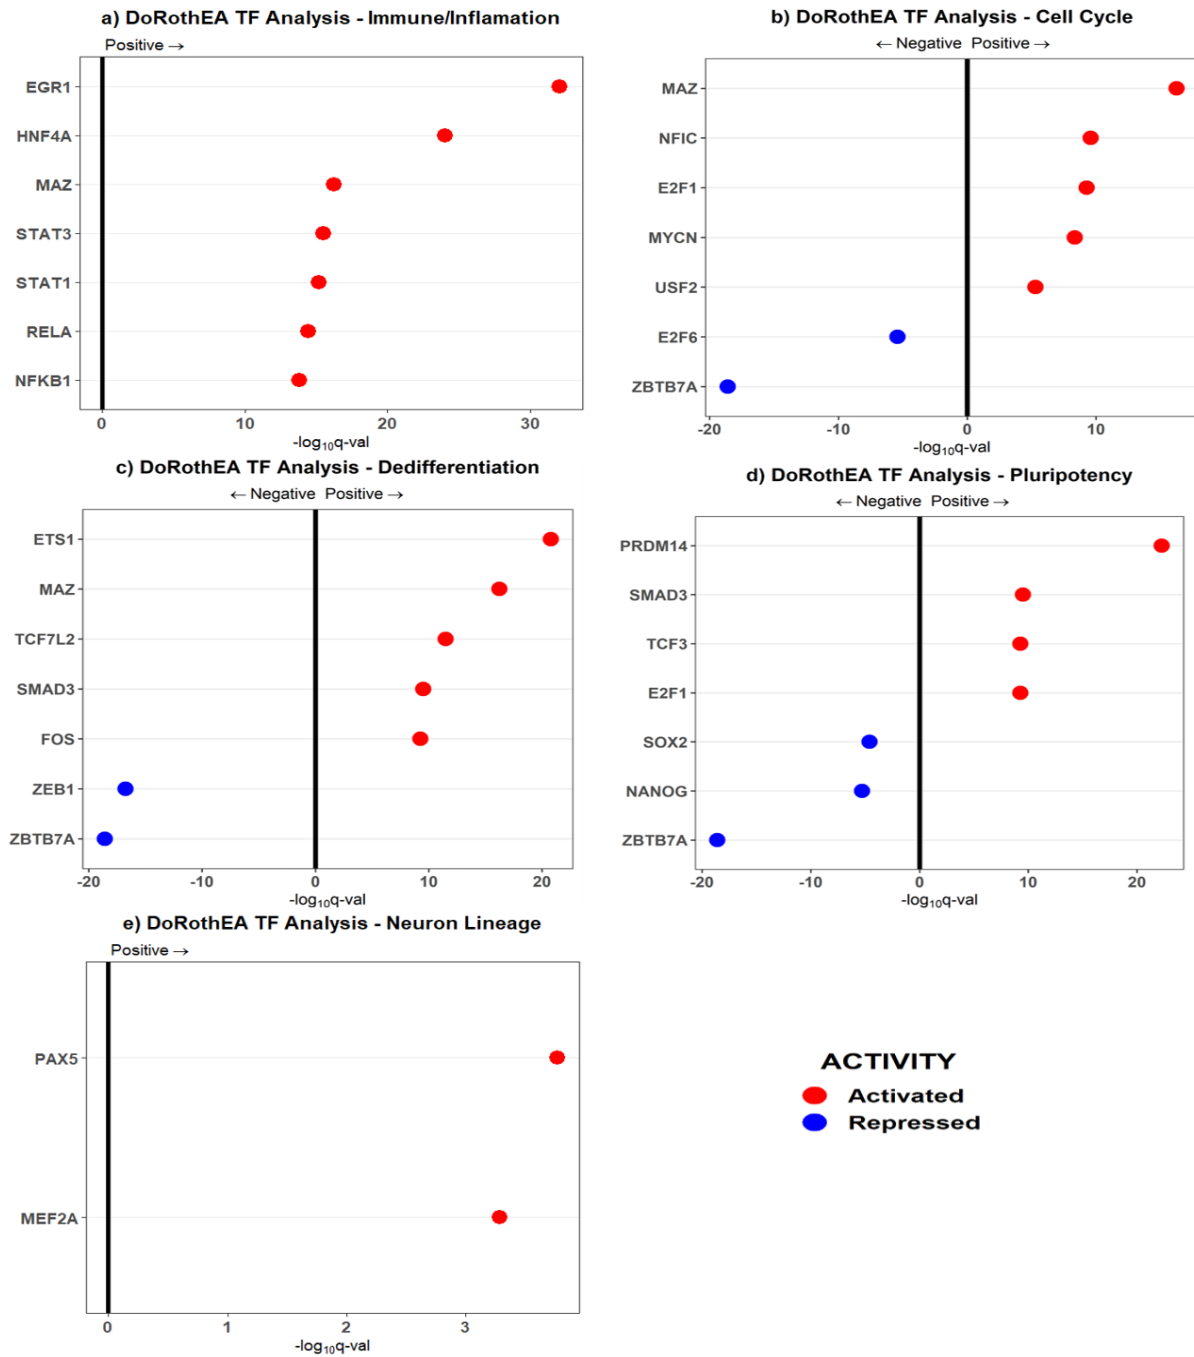 a) DoRothEA TF Analysis - Immune/Inflamation
Positive →
EGR1
HNF4A
MAZ
STAT3
STAT1
RELA
NFKB1
0 10 20 30
-log₁₀q-val
b) DoRothEA TF Analysis - Cell Cycle
← Negative Positive →
MAZ
NFIC
E2F1
MYCN
USF2
E2F6
ZBTB7A
-20 -10 0 10
-log₁₀q-val
c) DoRothEA TF Analysis - Dedifferentiation
← Negative Positive →
ETS1
MAZ
TCF7L2
SMAD3
FOS
ZEB1
ZBTB7A
-20 -10 0 10 20
-log₁₀q-val
d) DoRothEA TF Analysis - Pluripotency
← Negative Positive →
PRDM14
SMAD3
TCF3
E2F1
SOX2
NANOG
ZBTB7A
-20 -10 0 10 20
-log₁₀q-val
e) DoRothEA TF Analysis - Neuron Lineage
Positive →
PAX5
MEF2A
0 1 2 3
-log₁₀q-val
ACTIVITY
Activated
Repressed